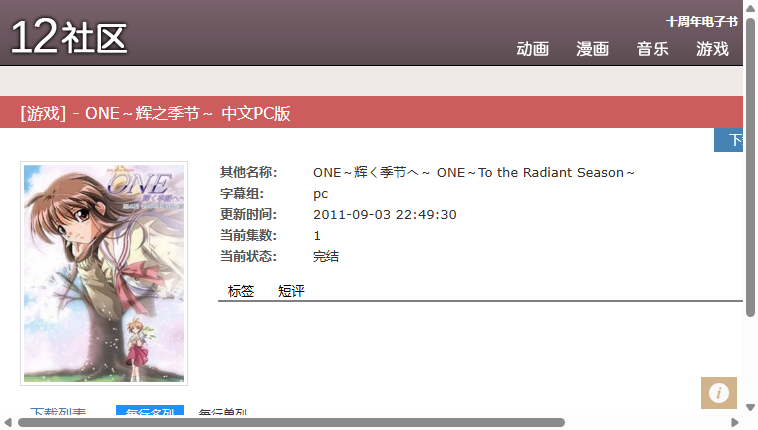 十周年电子书
12社区
动画 漫画 音乐 游戏
[游戏] - ONE～辉之季节～ 中文PC版
ONE
其他名称: ONE～輝く季節へ～ ONE～To the Radiant Season～
字幕组: pc
更新时间: 2011-09-03 22:49:30
当前集数: 1
当前状态: 完结
标签 短评
下载列表 每行多列 每行单列